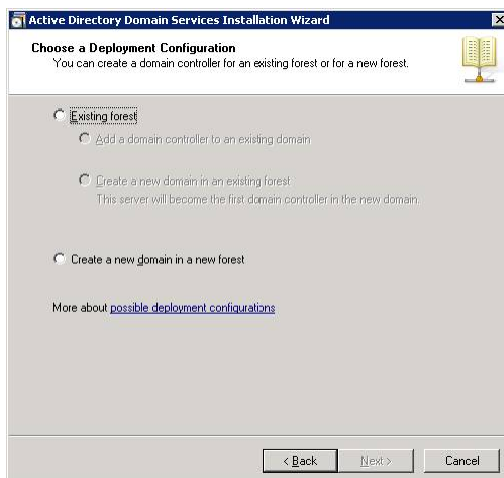 Active Directory Domain Services Installation Wizard
Choose a Deployment Configuration
You can create a domain controller for an existing forest or for a new forest.
Existing forest
Add a domain controller to an existing domain
Create a new domain in an existing forest
This server will become the first domain controller in the new domain.
Create a new domain in a new forest
More about possible deployment configurations
< Back
Next >
Cancel